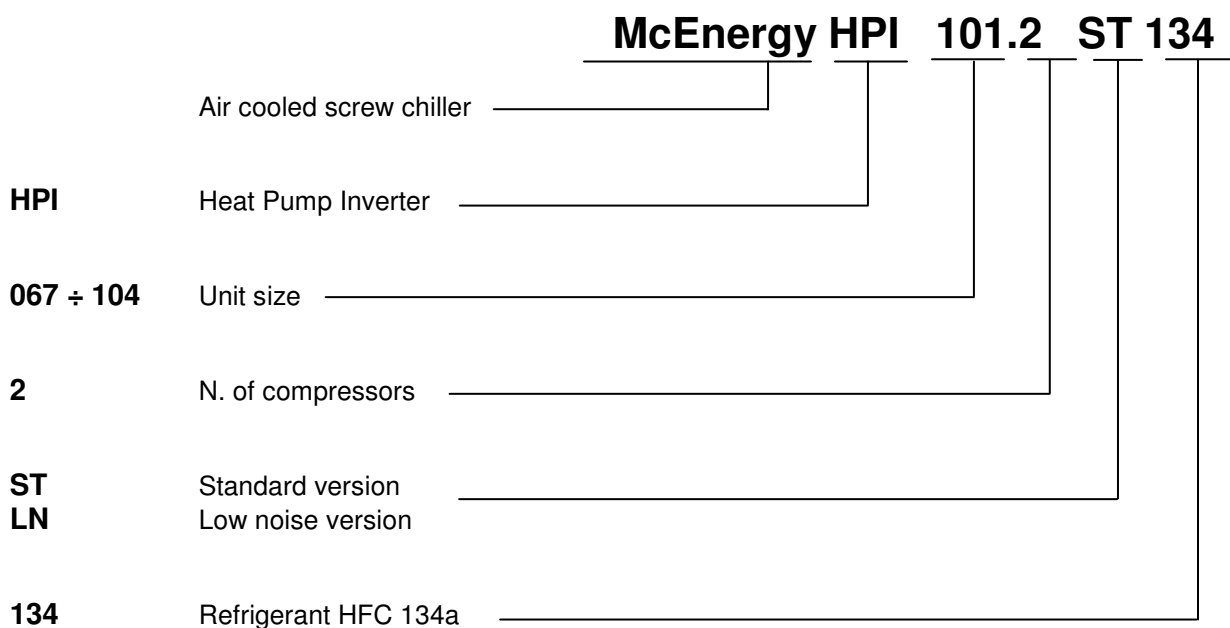 McEnergy HPI 101.2 ST 134
Air cooled screw chiller
HPI Heat Pump Inverter
067 ÷ 104 Unit size
2 N. of compressors
ST Standard version
LN Low noise version
134 Refrigerant HFC 134a